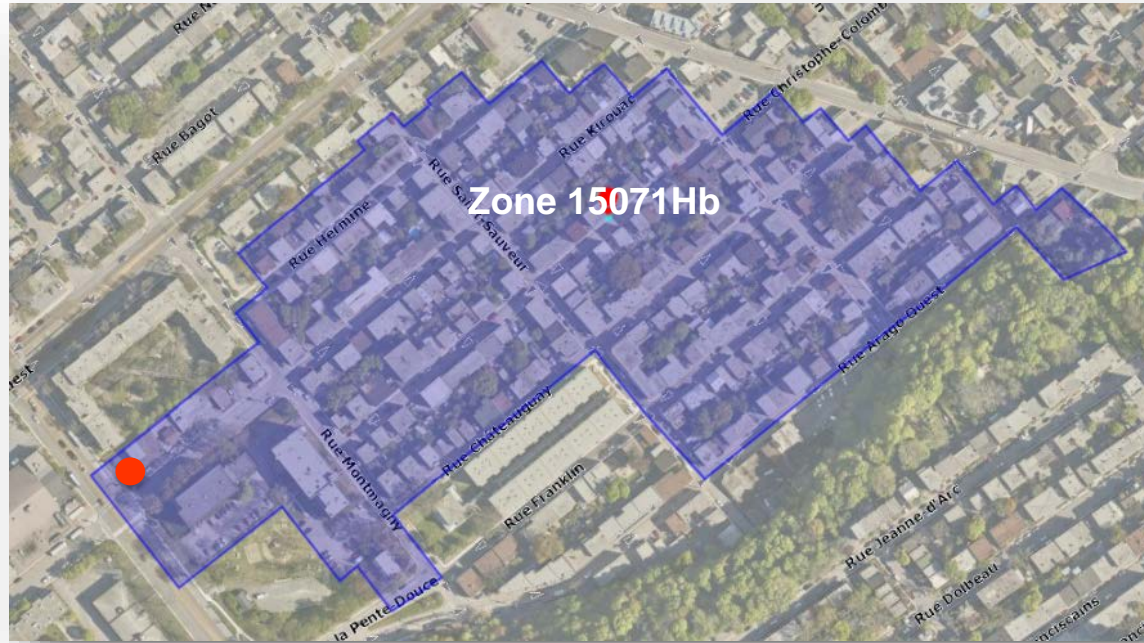 Rue Bagot
Rue Christophe-Colomb
Rue Kirouac
Rue Saint-Sauveur
Zone 15071Hb
Rue Hermine
Rue Arago Ouest
Rue Châteauguay
Rue Montmagny
Rue Franklin
Rue Jeanne-d'Arc
Rue Dolbeau
la Pente-Douce